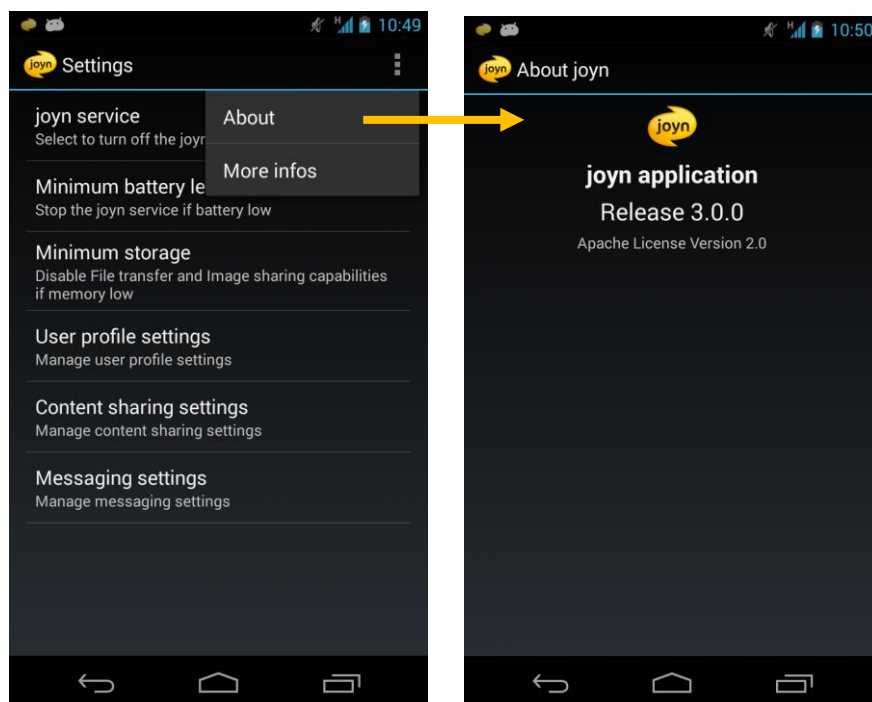 H 10:49
joyn Settings
joyn service
Select to turn off the joyr
About
More infos
Minimum battery le
Stop the joyn service if battery low
Minimum storage
Disable File transfer and Image sharing capabilities
if memory low
User profile settings
Manage user profile settings
Content sharing settings
Manage content sharing settings
Messaging settings
Manage messaging settings
H 10:50
joyn About joyn
joyn
joyn application
Release 3.0.0
Apache License Version 2.0